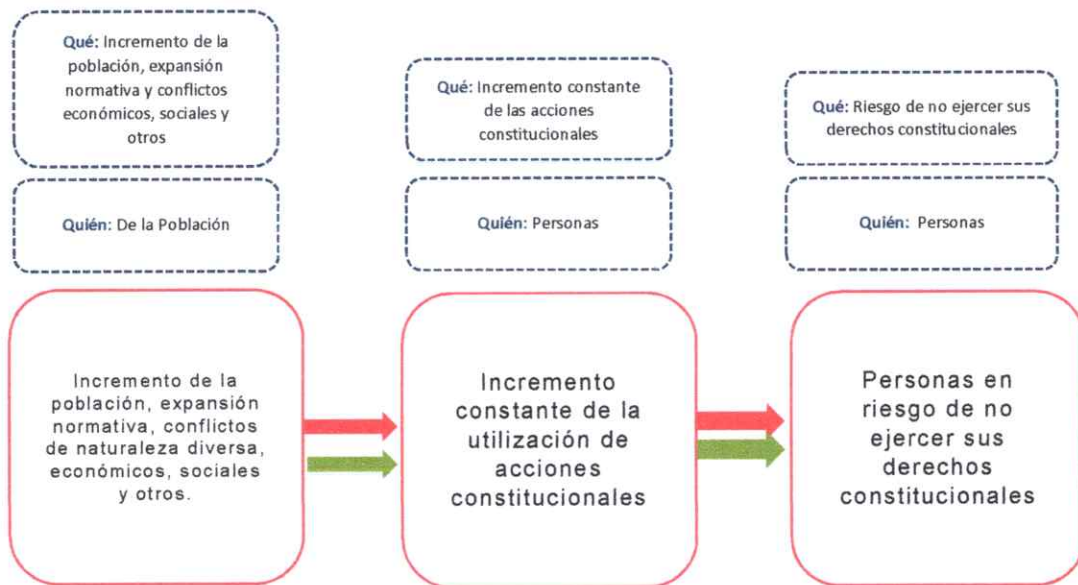 Qué: Incremento de la
población, expansión
normativa y conflictos
económicos, sociales y
otros
Qué: Incremento constante
de las acciones
constitucionales
Qué: Riesgo de no ejercer sus
derechos constitucionales
Quién: De la Población
Quién: Personas
Quién: Personas
Incremento de la
población, expansión
normativa, conflictos
de naturaleza diversa,
económicos, sociales
y otros.
Incremento
constante de la
utilización de
acciones
constitucionales
Personas en
riesgo de no
ejercer sus
derechos
constitucionales